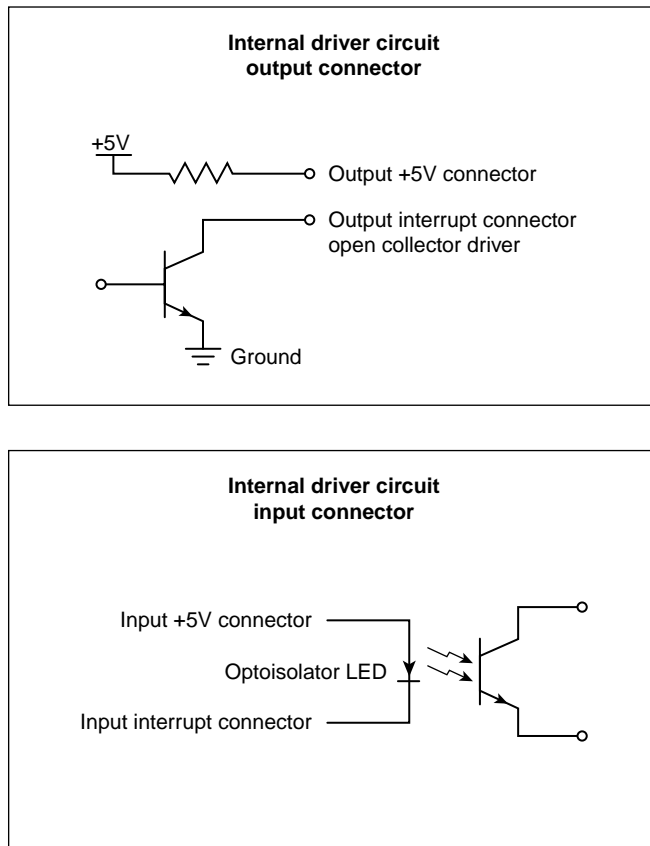 Internal driver circuit
output connector
+5V
Output +5V connector
Output interrupt connector
open collector driver
Ground
Internal driver circuit
input connector
Input +5V connector
Optoisolator LED
Input interrupt connector